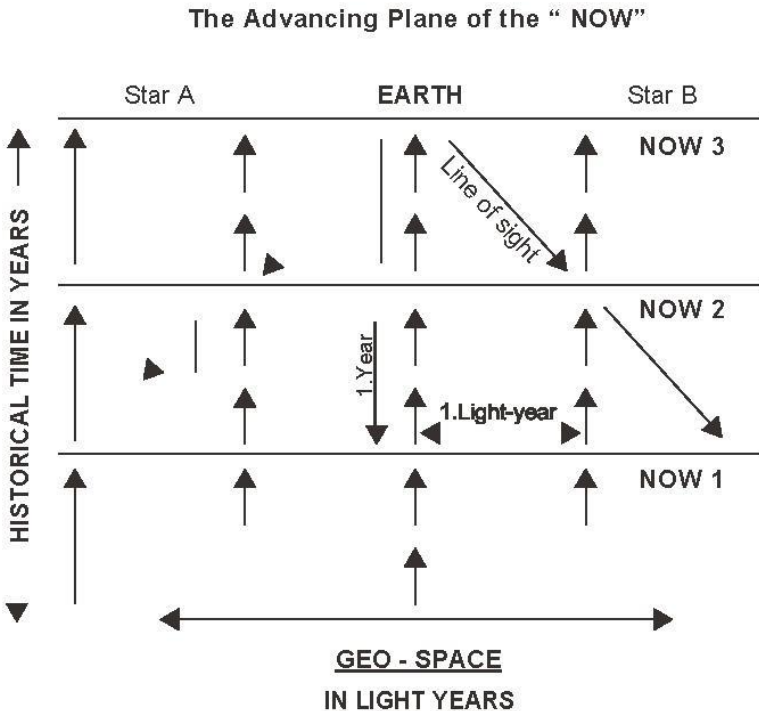 The Advancing Plane of the “ NOW”
Star A
EARTH
Star B
NOW 3
Line of sight
HISTORICAL TIME IN YEARS
NOW 2
1.Year
1.Light-year
NOW 1
GEO - SPACE
IN LIGHT YEARS